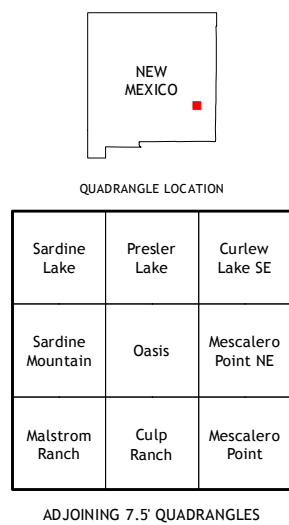 NEW
MEXICO
QUADRANGLE LOCATION
Sardine
Lake
Presler
Lake
Curlew
Lake SE
Sardine
Mountain
Oasis
Mescalero
Point NE
Malstrom
Ranch
Culp
Ranch
Mescalero
Point
ADJOINING 7.5' QUADRANGLES